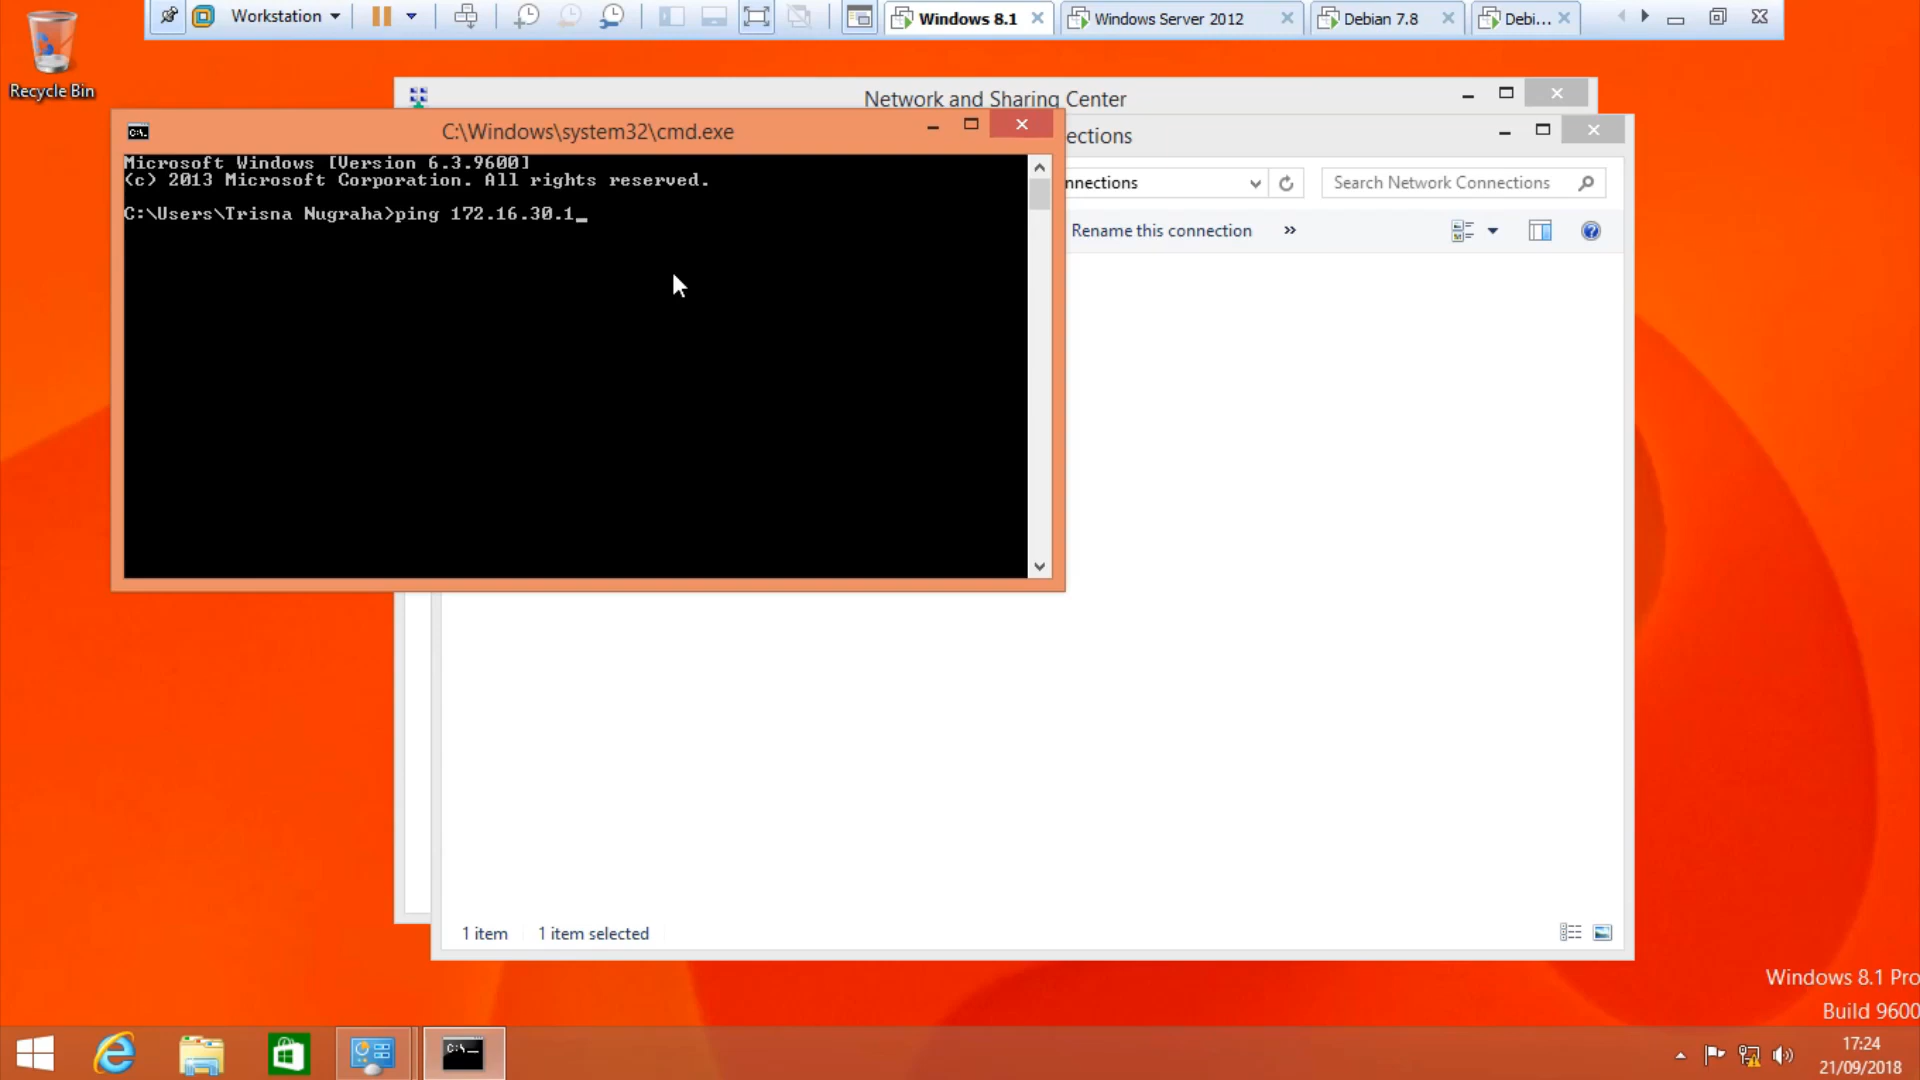 Workstation
Windows 8.1
Windows Server 2012
Debian 7.8
Debi...
Recycle Bin
Network and Sharing Center
ections
nnections
Search Network Connections
Rename this connection
»
C:\Windows\system32\cmd.exe
Microsoft Windows [Version 6.3.9600]
(c) 2013 Microsoft Corporation. All rights reserved.
C:\Users\Trisna Nugraha>ping 172.16.30.1_
1 item
1 item selected
Windows 8.1 Pro
Build 9600
17:24
21/09/2018